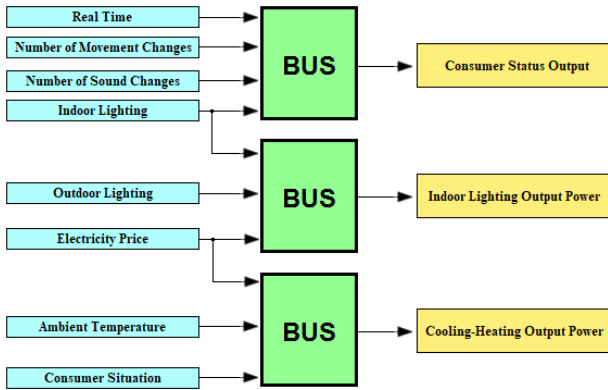 Real Time
Number of Movement Changes
Number of Sound Changes
Indoor Lighting
BUS
Consumer Status Output
Outdoor Lighting
BUS
Indoor Lighting Output Power
Electricity Price
Ambient Temperature
BUS
Cooling-Heating Output Power
Consumer Situation